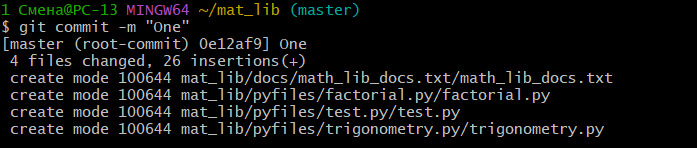 1 Смена@PC-13 MINGW64 ~/mat_lib (master)
$ git commit -m "One"
[master (root-commit) 0e12af9] One
 4 files changed, 26 insertions(+)
 create mode 100644 mat_lib/docs/math_lib_docs.txt/math_lib_docs.txt
 create mode 100644 mat_lib/pyfiles/factorial.py/factorial.py
 create mode 100644 mat_lib/pyfiles/test.py/test.py
 create mode 100644 mat_lib/pyfiles/trigonometry.py/trigonometry.py